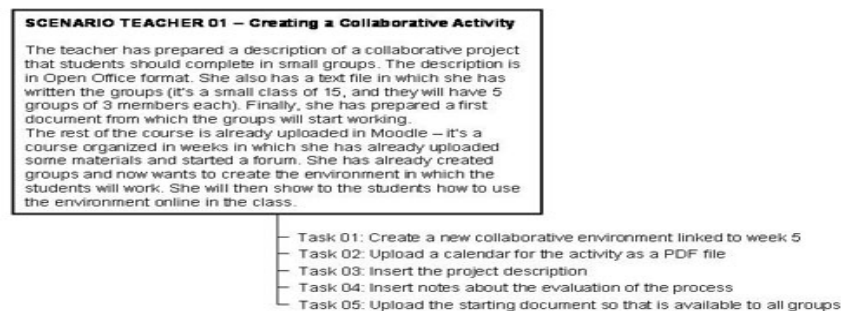 SCENARIO TEACHER 01 – Creating a Collaborative Activity
The teacher has prepared a description of a collaborative project
that students should complete in small groups. The description is
in Open Office format. She also has a text file in which she has
written the groups (it's a small class of 15, and they will have 5
groups of 3 members each). Finally, she has prepared a first
document from which the groups will start working.
The rest of the course is already uploaded in Moodle – it's a
course organized in weeks in which she has already uploaded
some materials and started a forum. She has already created
groups and now wants to create the environment in which the
students will work. She will then show to the students how to use
the environment online in the class.
Task 01: Create a new collaborative environment linked to week 5
Task 02: Upload a calendar for the activity as a PDF file
Task 03: Insert the project description
Task 04: Insert notes about the evaluation of the process
Task 05: Upload the starting document so that is available to all groups